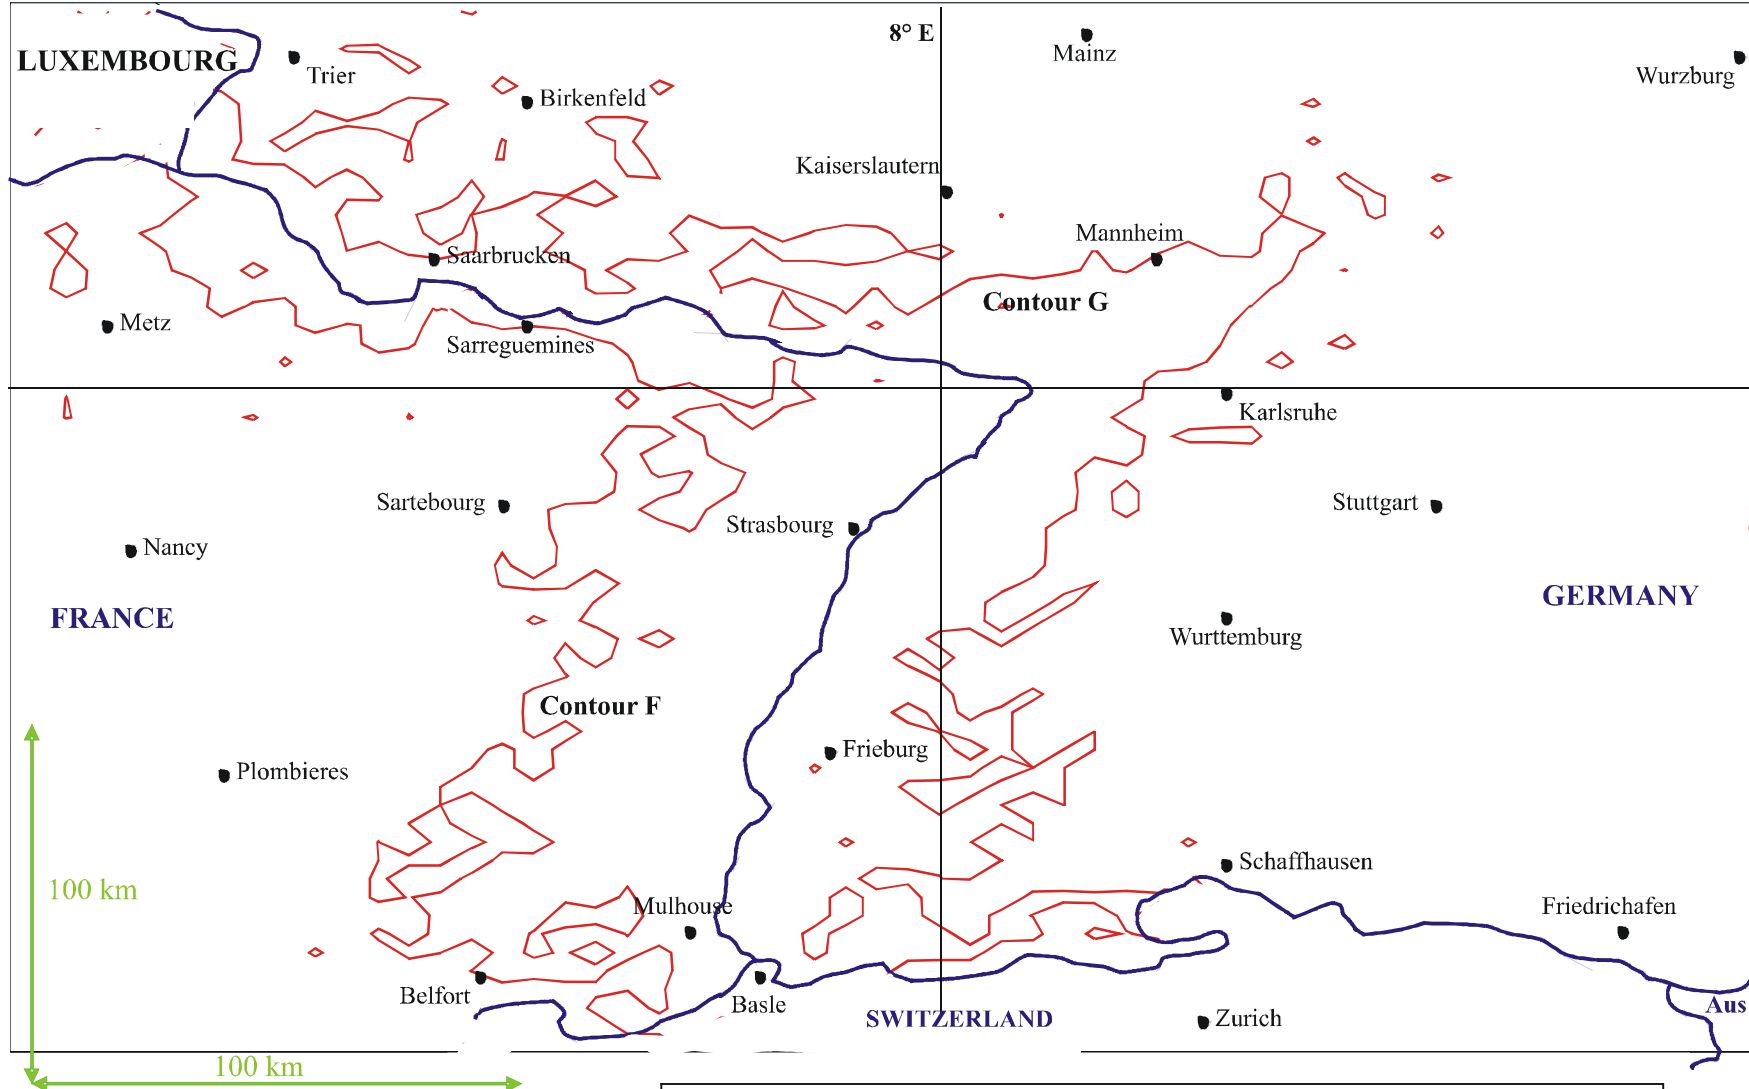 8° E
Mainz
LUXEMBOURG
Trier
Wurzburg
Birkenfeld
Kaiserslautern
Mannheim
Saarbrucken
Contour G
Metz
Sarreguemines
Karlsruhe
Sartebourg
Strasbourg
Stuttgart
Nancy
FRANCE
GERMANY
Wurttemburg
Contour F
Frieburg
Plombieres
Schaffhausen
100 km
Mulhouse
Friedrichafen
Belfort
Basle
SWITZERLAND
Zurich
Aus
100 km